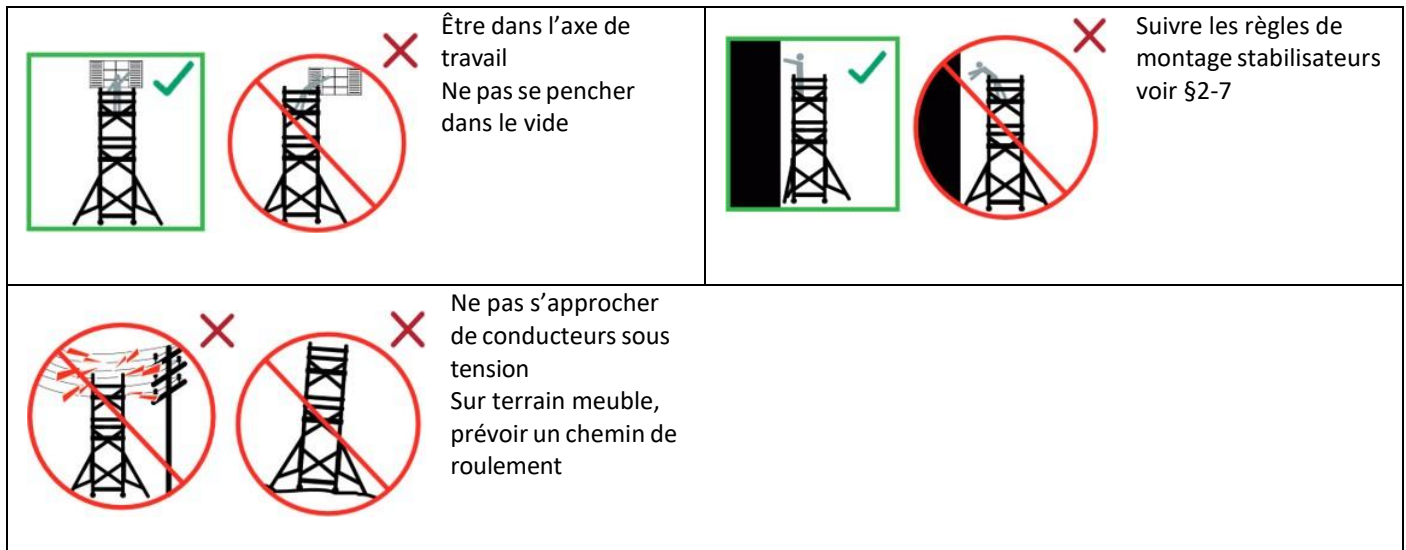 Être dans l’axe de
travail
Ne pas se pencher
dans le vide
Suivre les règles de
montage stabilisateurs
voir §2-7
Ne pas s’approcher
de conducteurs sous
tension
Sur terrain meuble,
prévoir un chemin de
roulement